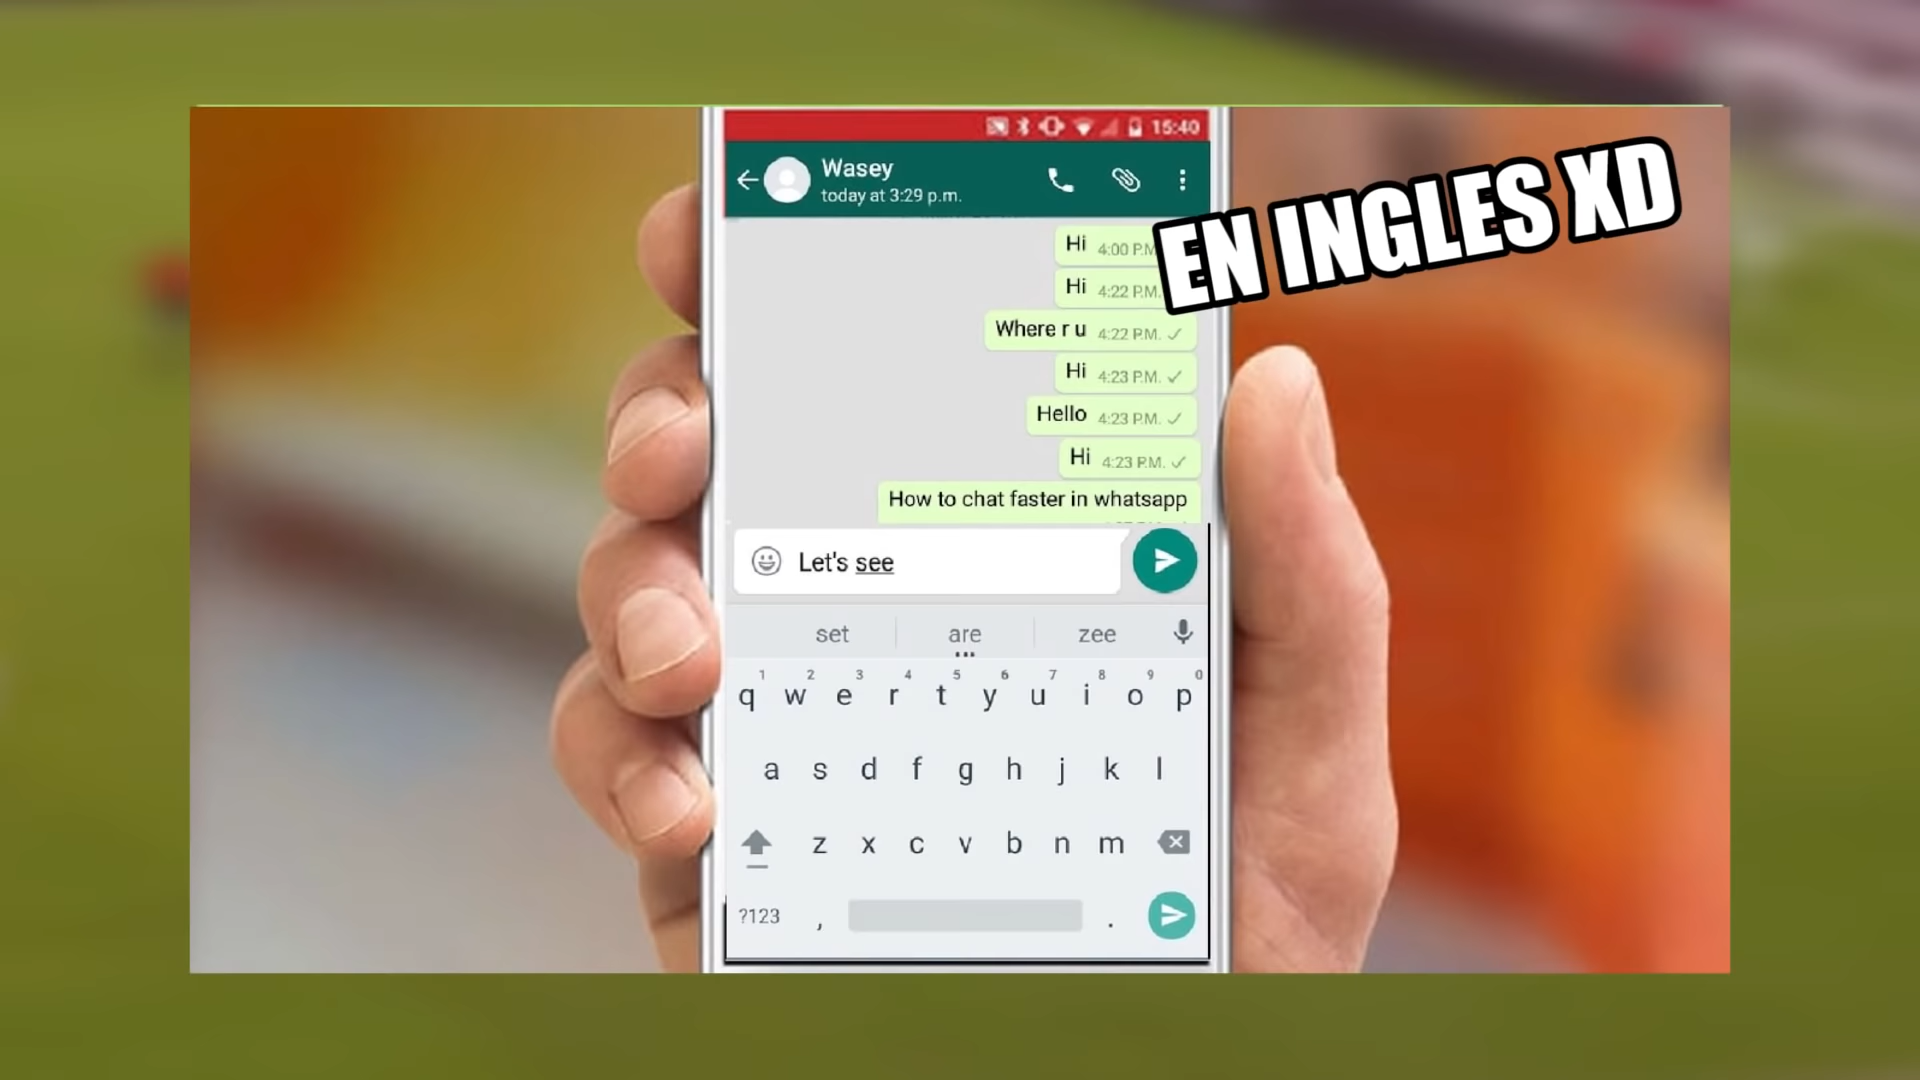 15:40
Wasey
today at 3:29 p.m.
EN INGLES XD
Hi 4:00 P.M.
Hi 4:22 P.M.
Where r u 4:22 P.M.
Hi 4:23 P.M.
Hello 4:23 P.M.
Hi 4:23 P.M.
How to chat faster in whatsapp
Let's see
set are zee
1 2 3 4 5 6 7 8 9 0
q w e r t y u i o p
a s d f g h j k l
z x c v b n m
?123 , .